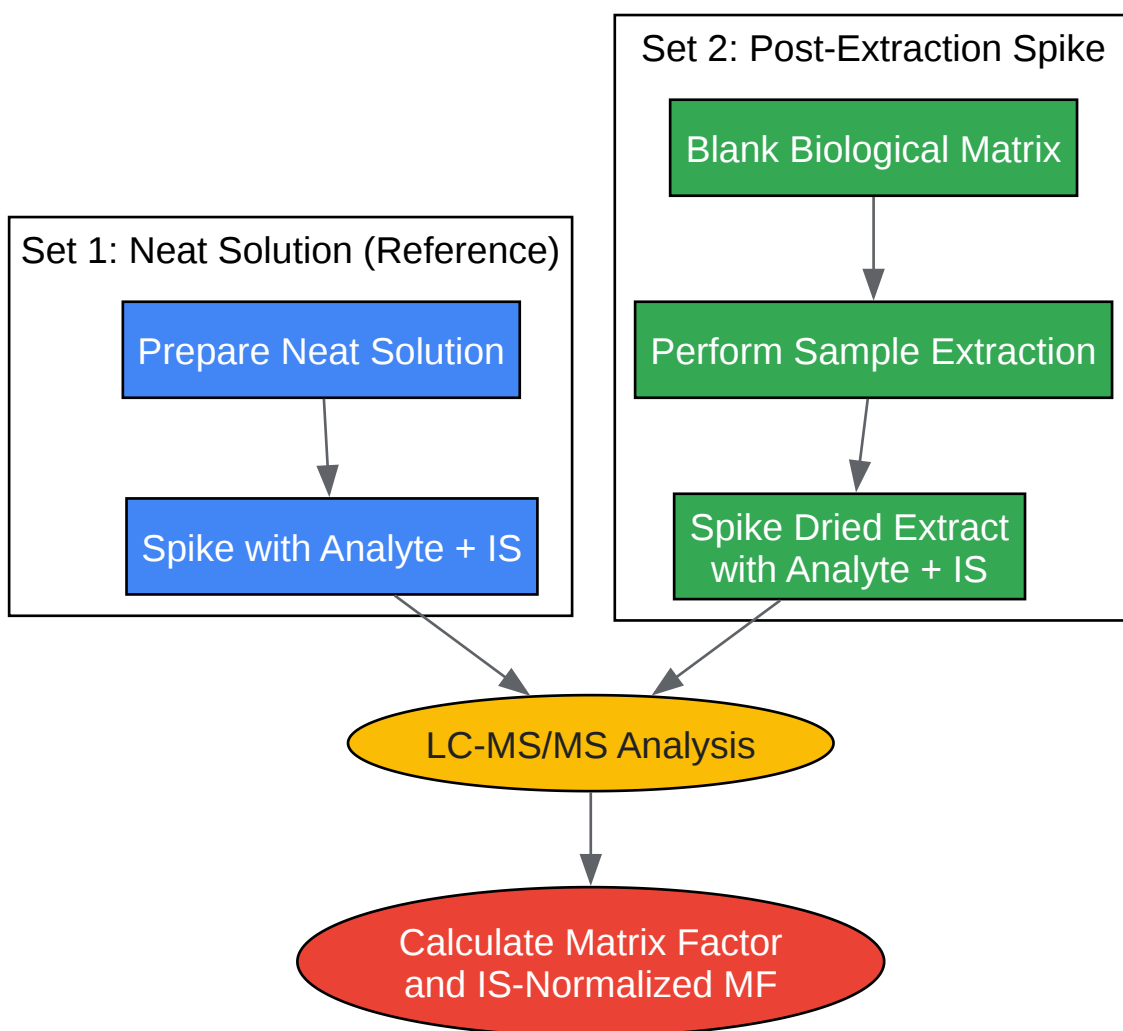 Set 1: Neat Solution (Reference)
Prepare Neat Solution
Spike with Analyte + IS
Set 2: Post-Extraction Spike
Blank Biological Matrix
Perform Sample Extraction
Spike Dried Extract
with Analyte + IS
LC-MS/MS Analysis
Calculate Matrix Factor
and IS-Normalized MF